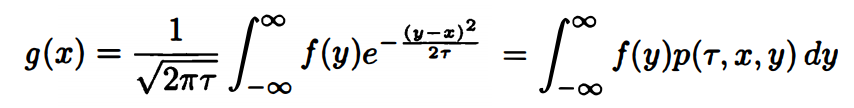 g(x) = \frac{1}{\sqrt{2\pi\tau}} \int_{-\infty}^{\infty} f(y)e^{-\frac{(y-x)^2}{2\tau}} = \int_{-\infty}^{\infty} f(y)p(\tau, x, y) \, dy